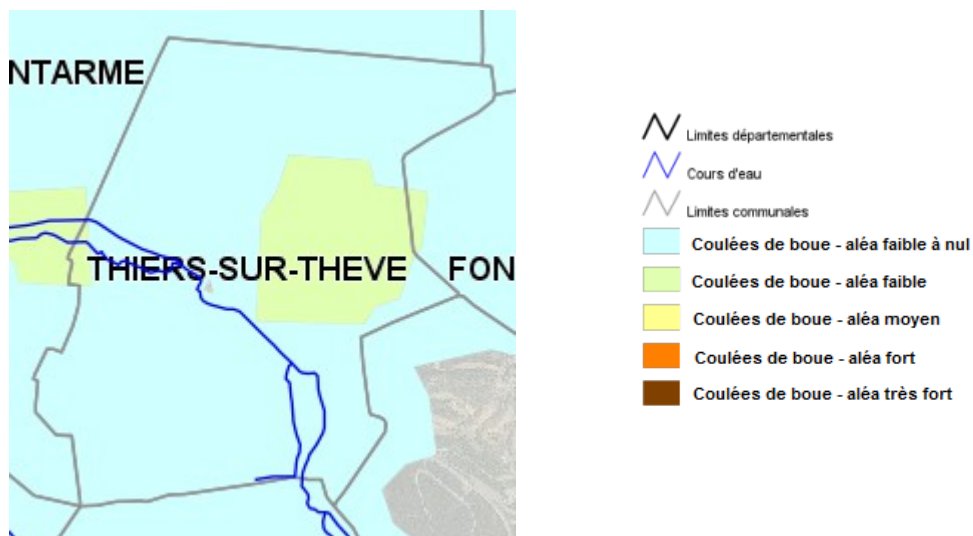 NTARME
THIERS-SUR-THEVE
FON
Limites départementales
Cours d'eau
Limites communales
Coulées de boue - aléa faible à nul
Coulées de boue - aléa faible
Coulées de boue - aléa moyen
Coulées de boue - aléa fort
Coulées de boue - aléa très fort